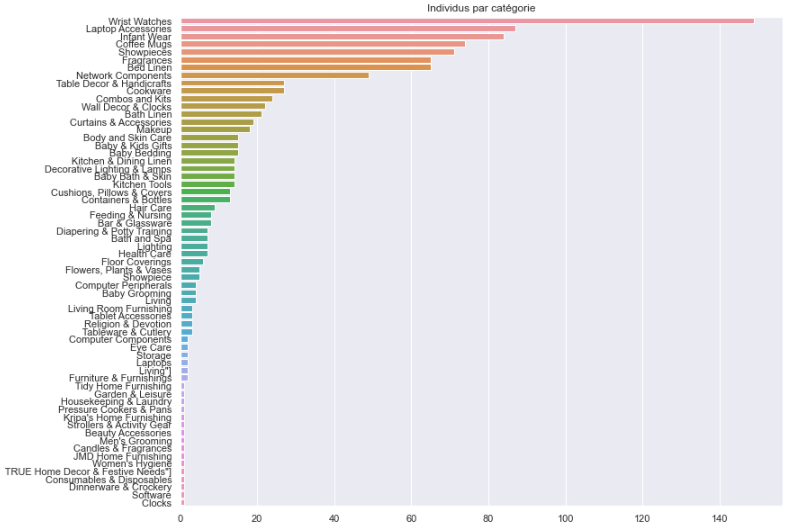 Individus par catégorie
Wrist Watches
Laptop Accessories
Infant Wear
Coffee Mugs
Showpieces
Fragrances
Bed Linen
Network Components
Table Decor & Handicrafts
Cookware
Combos and Kits
Wall Decor & Clocks
Bath Linen
Curtains & Accessories
Makeup
Body and Skin Care
Baby & Kids Gifts
Baby Bedding
Kitchen & Dining Linen
Decorative Lighting & Lamps
Baby Bath & Skin
Kitchen Tools
Cushions, Pillows & Covers
Containers & Bottles
Hair Care
Feeding & Nursing
Bar & Glassware
Diapering & Potty Training
Bath and Spa
Lighting
Health Care
Floor Coverings
Flowers, Plants & Vases
Showpiece
Computer Peripherals
Baby Grooming
Living
Living Room Furnishing
Tablet Accessories
Religion & Devotion
Tableware & Cutlery
Computer Components
Eye Care
Storage
Laptops
Living"]
Furniture & Furnishings
Tidy Home Furnishing
Garden & Leisure
Housekeeping & Laundry
Pressure Cookers & Pans
Kripa's Home Furnishing
Strollers & Activity Gear
Beauty Accessories
Men's Grooming
Candles & Fragrances
JMD Home Furnishing
Women's Hygiene
TRUE Home Decor & Festive Needs"]
Consumables & Disposables
Dinnerware & Crockery
Software
Clocks
0 20 40 60 80 100 120 140